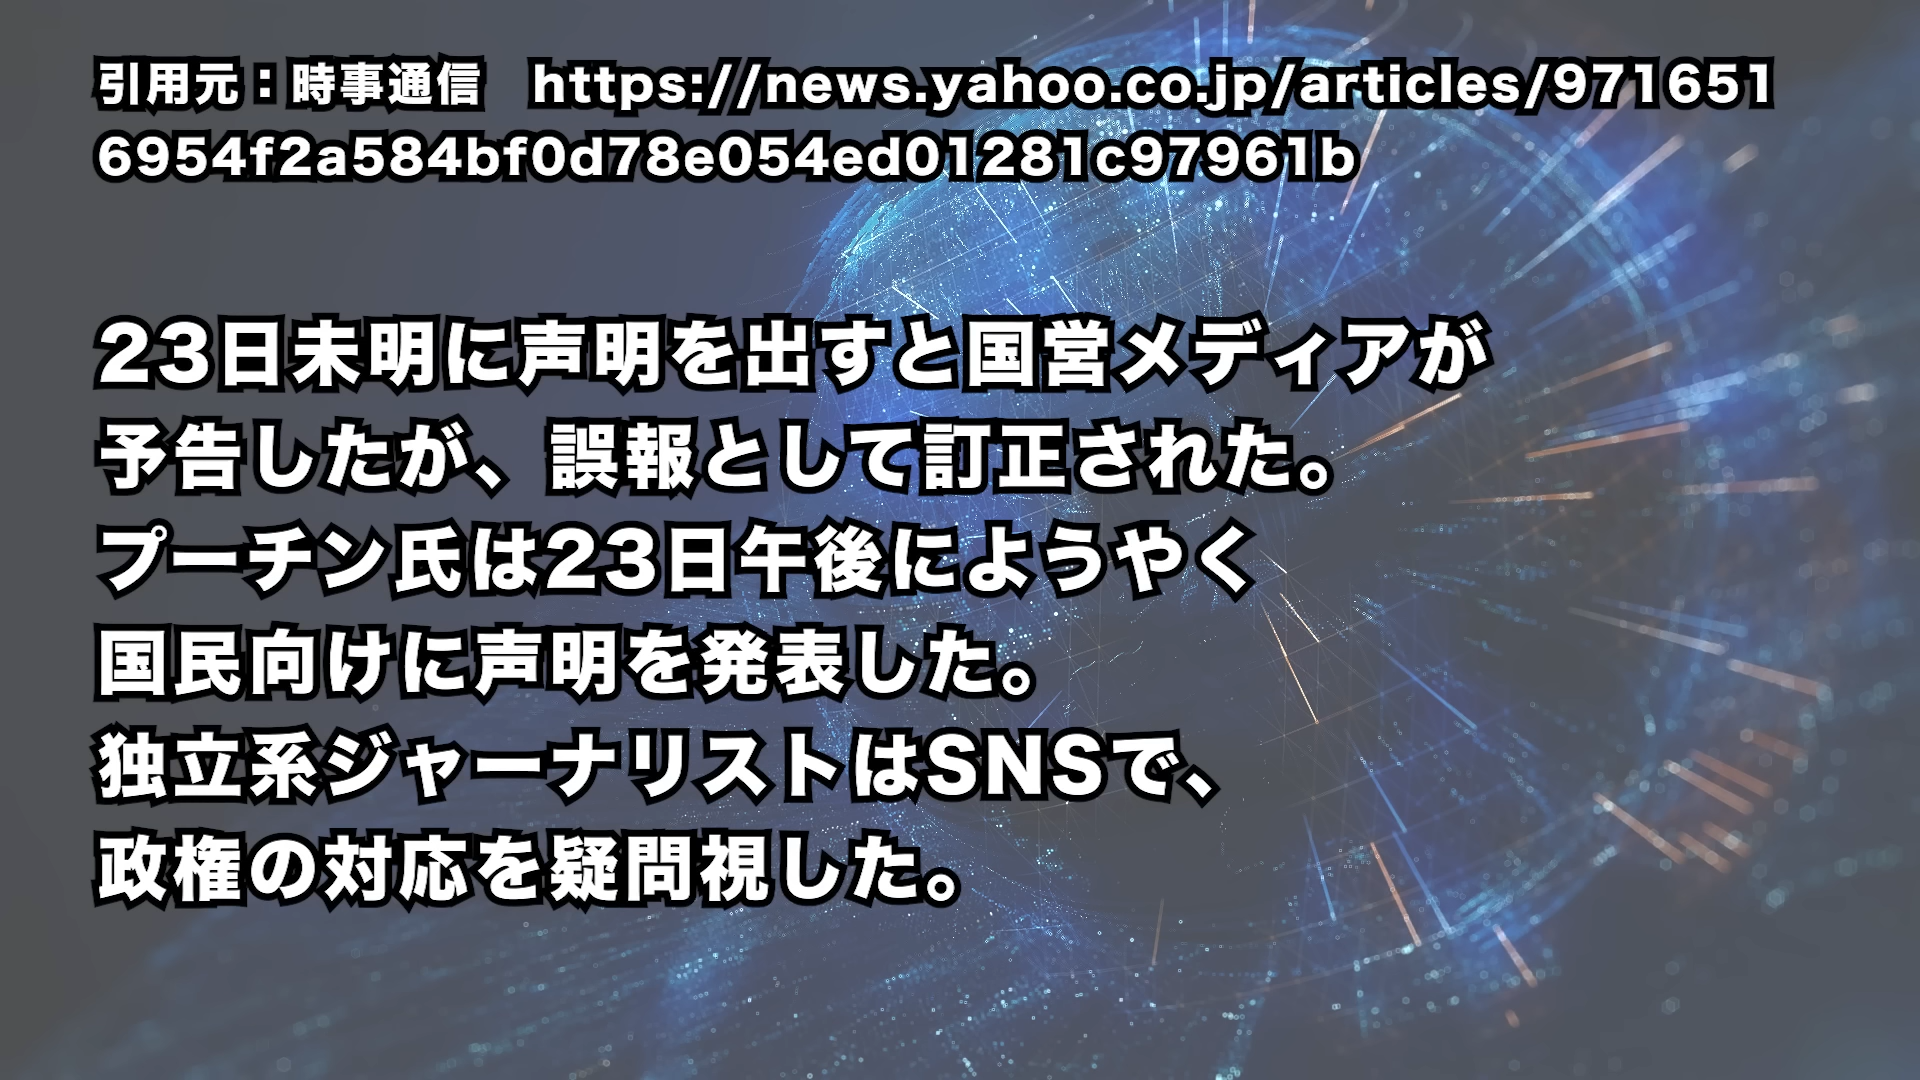 引用元：時事通信　https://news.yahoo.co.jp/articles/971651
6954f2a584bf0d78e054ed01281c97961b
23日未明に声明を出すと国営メディアが
予告したが、誤報として訂正された。
プーチン氏は23日午後にようやく
国民向けに声明を発表した。
独立系ジャーナリストはSNSで、
政権の対応を疑問視した。